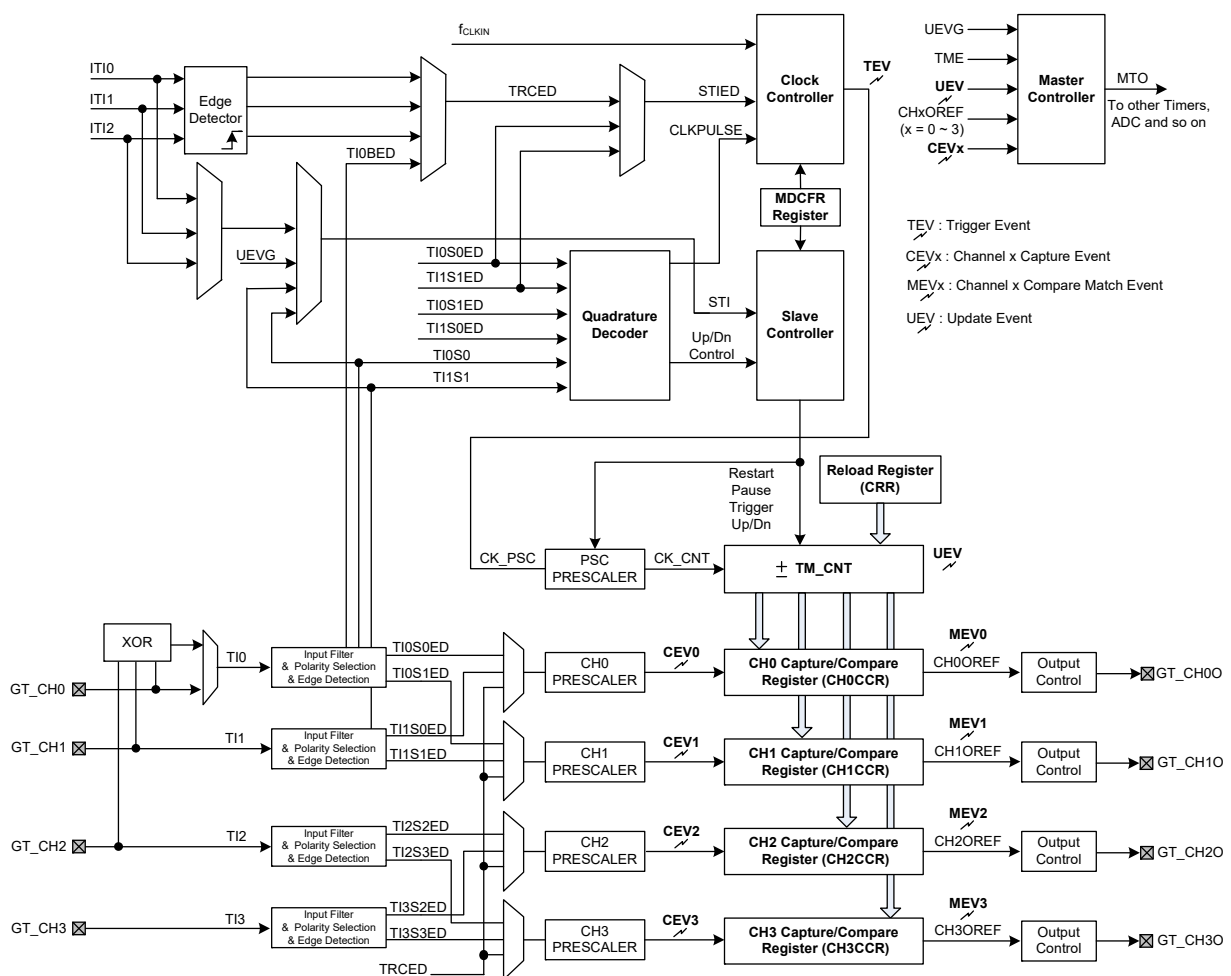 fCLKIN
ITI0
ITI1
ITI2
Edge
Detector
TRCED
STIED
CLKPULSE
TI0BED
Clock
Controller
TEV
UEVG
TME
UEV
CHxOREF
(x = 0 ~ 3)
CEVx
Master
Controller
MTO
To other Timers,
ADC and so on
MDCFR
Register
TEV : Trigger Event
CEVx : Channel x Capture Event
MEVx : Channel x Compare Match Event
UEV : Update Event
UEVG
TI0S0ED
TI1S1ED
TI0S1ED
TI1S0ED
TI0S0
TI1S1
Quadrature
Decoder
STI
Up/Dn
Control
Slave
Controller
Restart
Pause
Trigger
Up/Dn
Reload Register
(CRR)
CK_PSC
PSC
PRESCALER
CK_CNT
± TM_CNT
UEV
XOR
TI0
Input Filter
& Polarity Selection
& Edge Detection
TI0S0ED
TI0S1ED
CH0
PRESCALER
CEV0
CH0 Capture/Compare
Register (CH0CCR)
MEV0
CH0OREF
Output
Control
GT_CH0O
GT_CH0
GT_CH1
TI1
Input Filter
& Polarity Selection
& Edge Detection
TI1S0ED
TI1S1ED
CH1
PRESCALER
CEV1
CH1 Capture/Compare
Register (CH1CCR)
MEV1
CH1OREF
Output
Control
GT_CH1O
GT_CH2
TI2
Input Filter
& Polarity Selection
& Edge Detection
TI2S2ED
TI2S3ED
CH2
PRESCALER
CEV2
CH2 Capture/Compare
Register (CH2CCR)
MEV2
CH2OREF
Output
Control
GT_CH2O
GT_CH3
TI3
Input Filter
& Polarity Selection
& Edge Detection
TI3S2ED
TI3S3ED
TRCED
CH3
PRESCALER
CEV3
CH3 Capture/Compare
Register (CH3CCR)
MEV3
CH3OREF
Output
Control
GT_CH3O